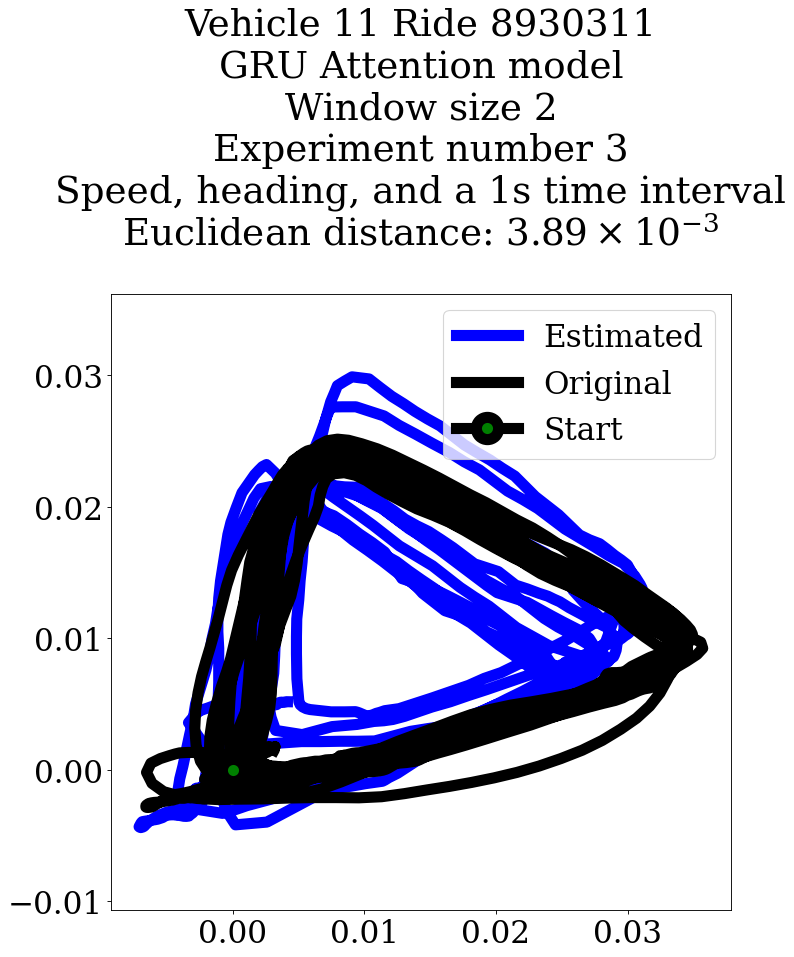 Vehicle 11 Ride 8930311
GRU Attention model
Window size 2
Experiment number 3
Speed, heading, and a 1s time interval
Euclidean distance: 3.89 × 10⁻³
Estimated
Original
Start
0.03
0.02
0.01
0.00
−0.01
0.00 0.01 0.02 0.03